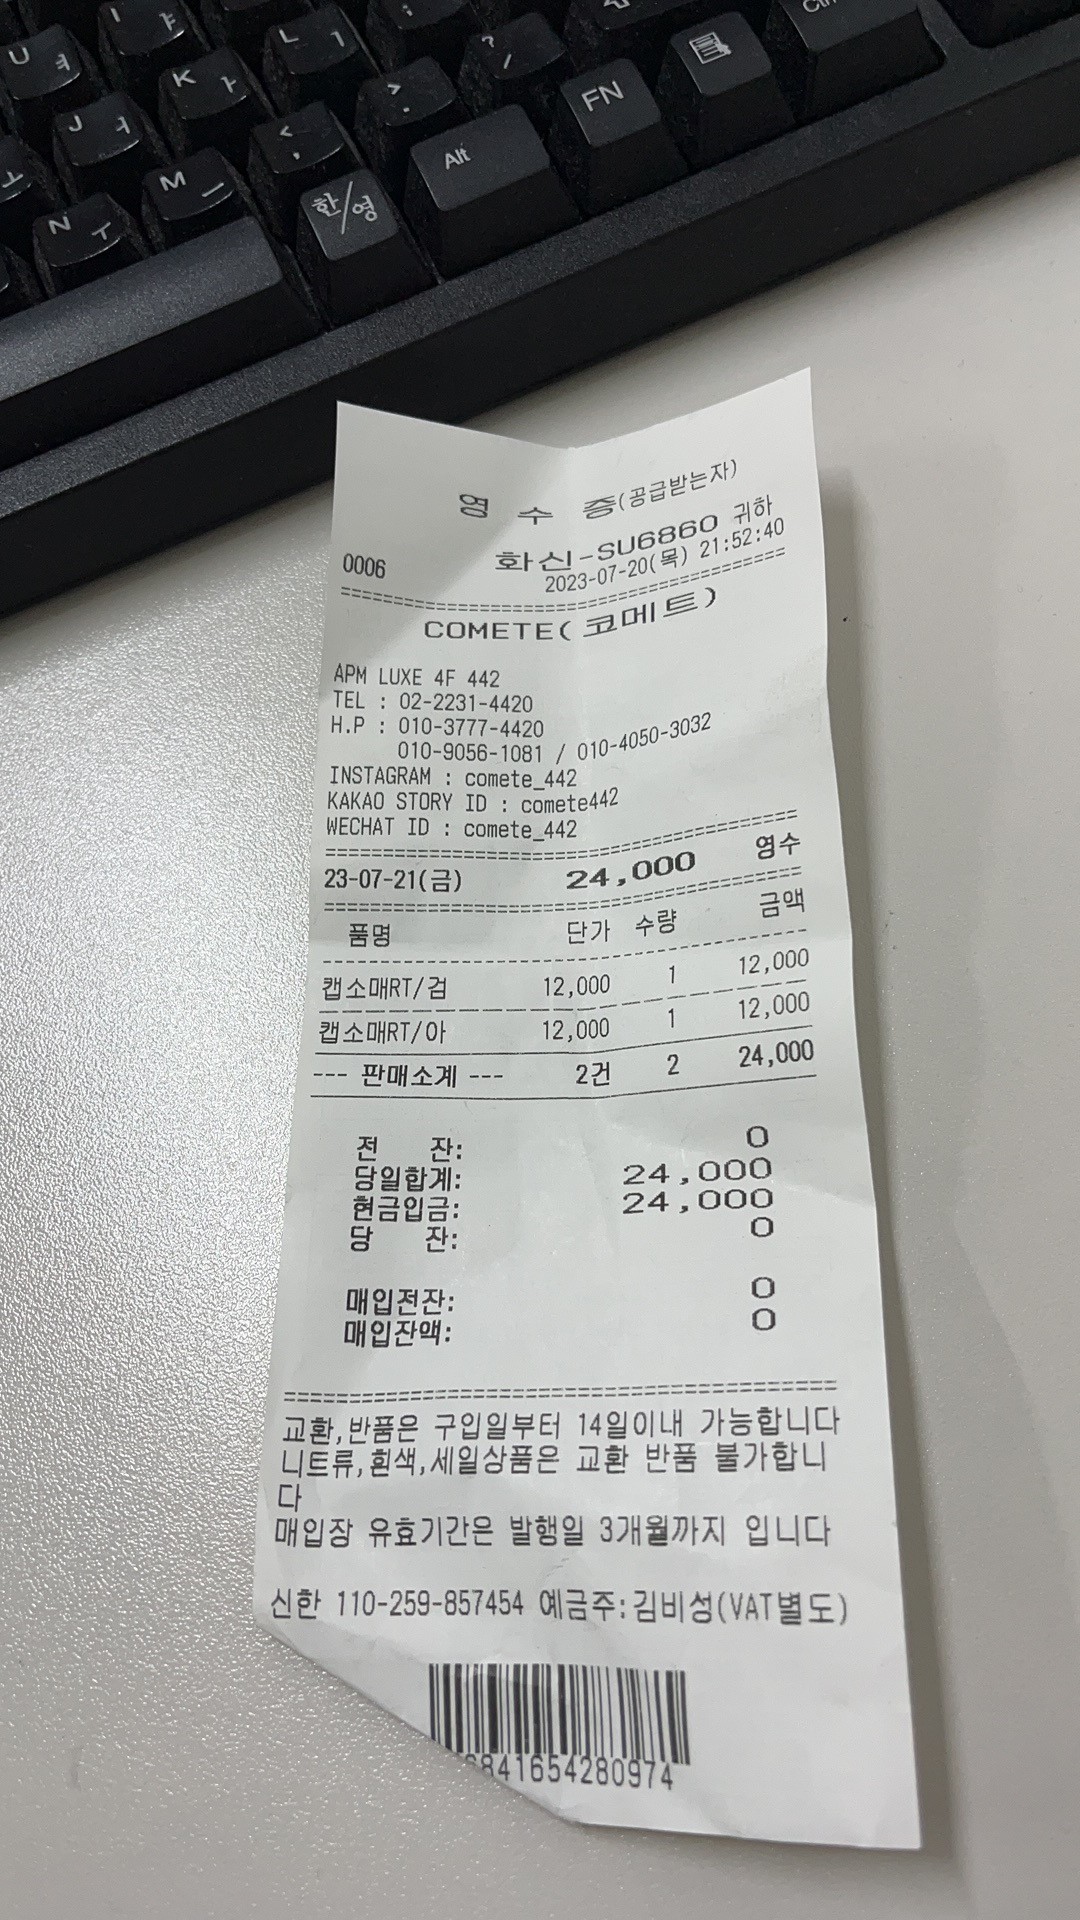 U ㅕ
I ㅑ
J ㅓ
K ㅏ
L ㅣ
N ㅜ
M ㅡ
< ,
> .
? /
한/영
Alt
FN
영 수 증(공급받는자)
0006 화신-SU6860 귀하
2023-07-20(목) 21:52:40
COMETE(코메트)
APM LUXE 4F 442
TEL : 02-2231-4420
H.P : 010-3777-4420
010-9056-1081 / 010-4050-3032
INSTAGRAM : comete_442
KAKAO STORY ID : comete442
WECHAT ID : comete_442
23-07-21(금) 24,000 영수
품명 단가 수량 금액
캡소매RT/검 12,000 1 12,000
캡소매RT/아 12,000 1 12,000
--- 판매소계 --- 2건 2 24,000
전 잔: 0
당일합계: 24,000
현금입금: 24,000
당 잔: 0
매입전잔: 0
매입잔액: 0
교환,반품은 구입일부터 14일이내 가능합니다
니트류,흰색,세일상품은 교환 반품 불가합니
다
매입장 유효기간은 발행일 3개월까지 입니다
신한 110-259-857454 예금주:김비성(VAT별도)
6841654280974